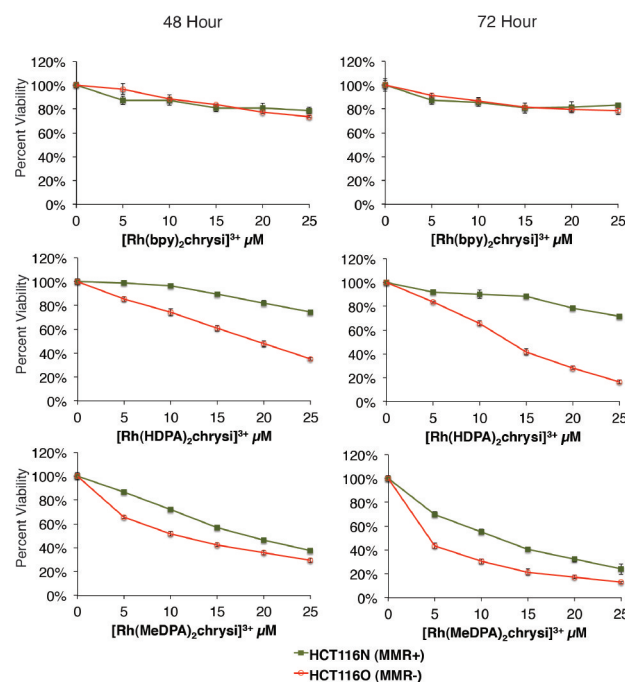 48 Hour
72 Hour
Percent Viability
120%
100%
80%
60%
40%
20%
0%
0 5 10 15 20 25
[Rh(bpy)₂chrysi]³⁺ µM
120%
100%
80%
60%
40%
20%
0%
0 5 10 15 20 25
[Rh(bpy)₂chrysi]³⁺ µM
Percent Viability
120%
100%
80%
60%
40%
20%
0%
0 5 10 15 20 25
[Rh(HDPA)₂chrysi]³⁺ µM
120%
100%
80%
60%
40%
20%
0%
0 5 10 15 20 25
[Rh(HDPA)₂chrysi]³⁺ µM
Percent Viability
120%
100%
80%
60%
40%
20%
0%
0 5 10 15 20 25
[Rh(MeDPA)₂chrysi]³⁺ µM
120%
100%
80%
60%
40%
20%
0%
0 5 10 15 20 25
[Rh(MeDPA)₂chrysi]³⁺ µM
HCT116N (MMR+)
HCT116O (MMR-)